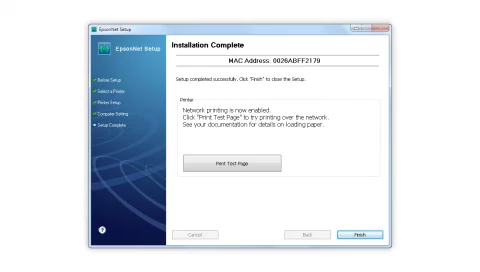 EpsonNet Setup
EpsonNet Setup
Installation Complete
MAC Address: 0026ABFF2179
Setup completed successfully. Click "Finish" to close the Setup.
Before Setup
Select a Printer
Printer Setup
Computer Setting
Setup Complete
Printer
Network printing is now enabled.
Click "Print Test Page" to try printing over the network.
See your documentation for details on loading paper.
Print Test Page
Cancel
Back
Finish